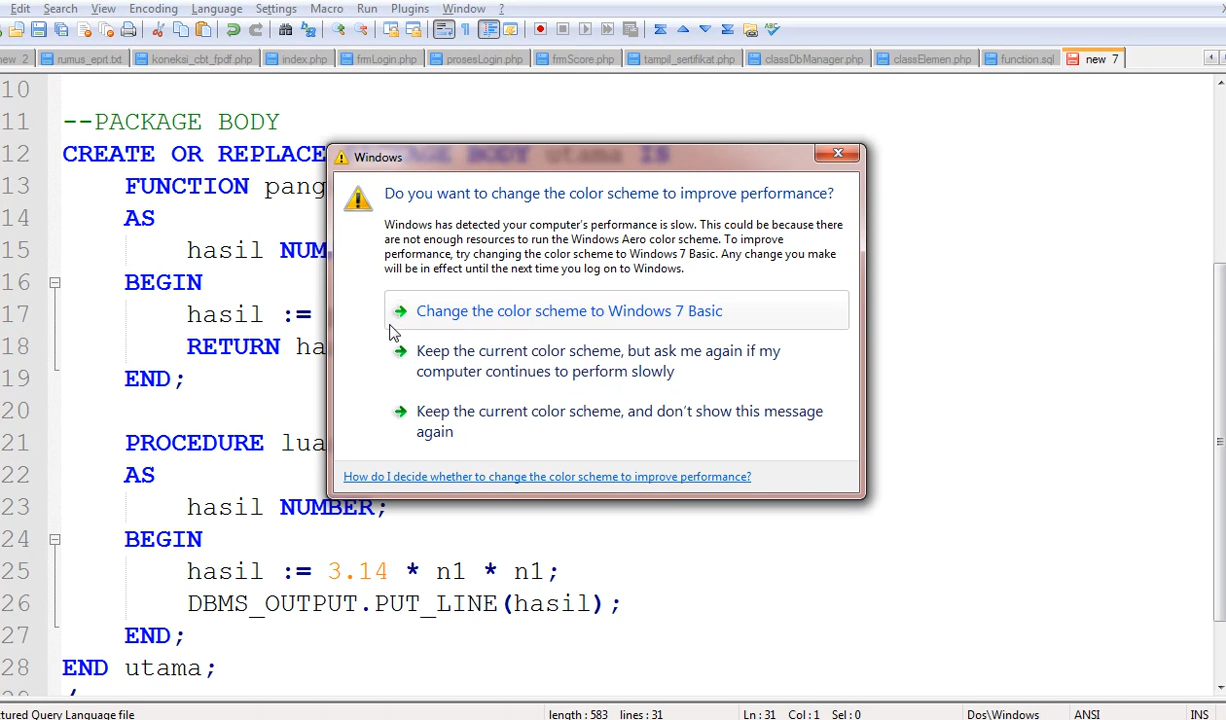 Edit Search View Encoding Language Settings Macro Run Plugins Window ?
new 2 rumus_eprt.txt koneksi_cbt_fpdf.php index.php frmLogin.php prosesLogin.php frmScore.php tampil_sertifikat.php classDbManager.php classElemen.php function.sql new 7
10
11 --PACKAGE BODY
12 CREATE OR REPLACE PACKAGE BODY utama IS
13 FUNCTION pang
14 AS
15 hasil NUM
16 BEGIN
17 hasil :=
18 RETURN ha
19 END;
20
21 PROCEDURE lua
22 AS
23 hasil NUMBER;
24 BEGIN
25 hasil := 3.14 * n1 * n1;
26 DBMS_OUTPUT.PUT_LINE(hasil);
27 END;
28 END utama;
/
Windows
Do you want to change the color scheme to improve performance?
Windows has detected your computer's performance is slow. This could be because there
are not enough resources to run the Windows Aero color scheme. To improve
performance, try changing the color scheme to Windows 7 Basic. Any change you make
will be in effect until the next time you log on to Windows.
Change the color scheme to Windows 7 Basic
Keep the current color scheme, but ask me again if my
computer continues to perform slowly
Keep the current color scheme, and don't show this message
again
How do I decide whether to change the color scheme to improve performance?
tured Query Language file length : 583 lines : 31 Ln : 31 Col : 1 Sel : 0 Dos\Windows ANSI INS